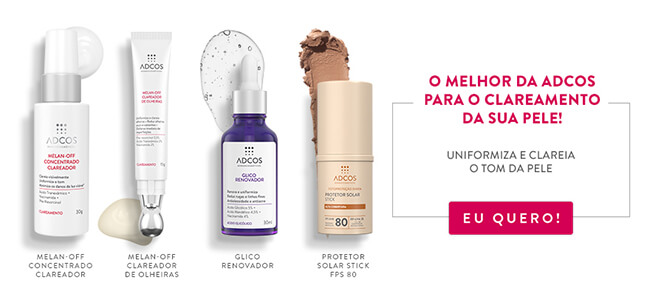 ADCOS
MELAN-OFF
CONCENTRADO
CLAREADOR
CLAREAMENTO
30g
ADCOS
MELAN-OFF
CLAREADOR
DE OLHEIRAS
ADCOS
GLICO
RENOVADOR
30ml
ADCOS
PROTETOR SOLAR
STICK
80
MELAN-OFF
CONCENTRADO
CLAREADOR
MELAN-OFF
CLAREADOR
DE OLHEIRAS
GLICO
RENOVADOR
PROTETOR
SOLAR STICK
FPS 80
O MELHOR DA ADCOS
PARA O CLAREAMENTO
DA SUA PELE!
UNIFORMIZA E CLAREIA
O TOM DA PELE
EU QUERO!